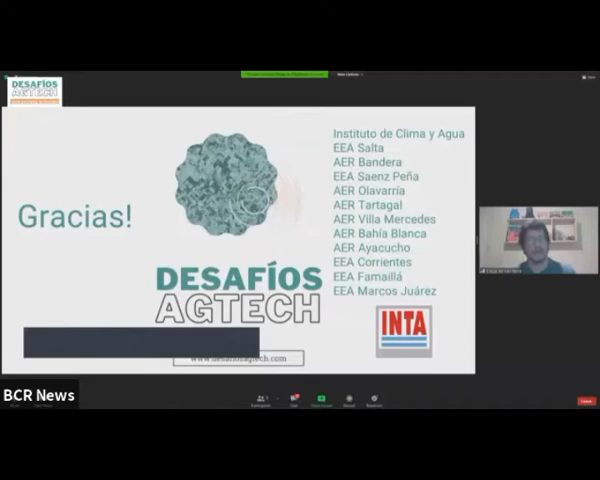 DESAFÍOS
AGTECH
Gracias!
DESAFÍOS
AGTECH
www.desafiosagtech.com
Instituto de Clima y Agua
EEA Salta
AER Bandera
EEA Saenz Peña
AER Olavarría
AER Tartagal
AER Villa Mercedes
AER Bahía Blanca
AER Ayacucho
EEA Corrientes
EEA Famaillá
EEA Marcos Juárez
INTA
BCR News